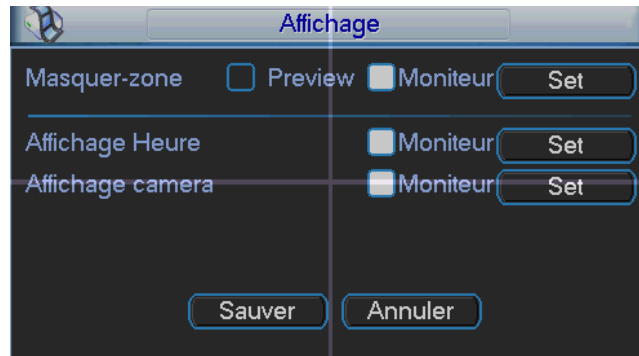 Affichage
Masquer-zone Preview Moniteur Set
Affichage Heure Moniteur Set
Affichage camera Moniteur Set
Sauver Annuler